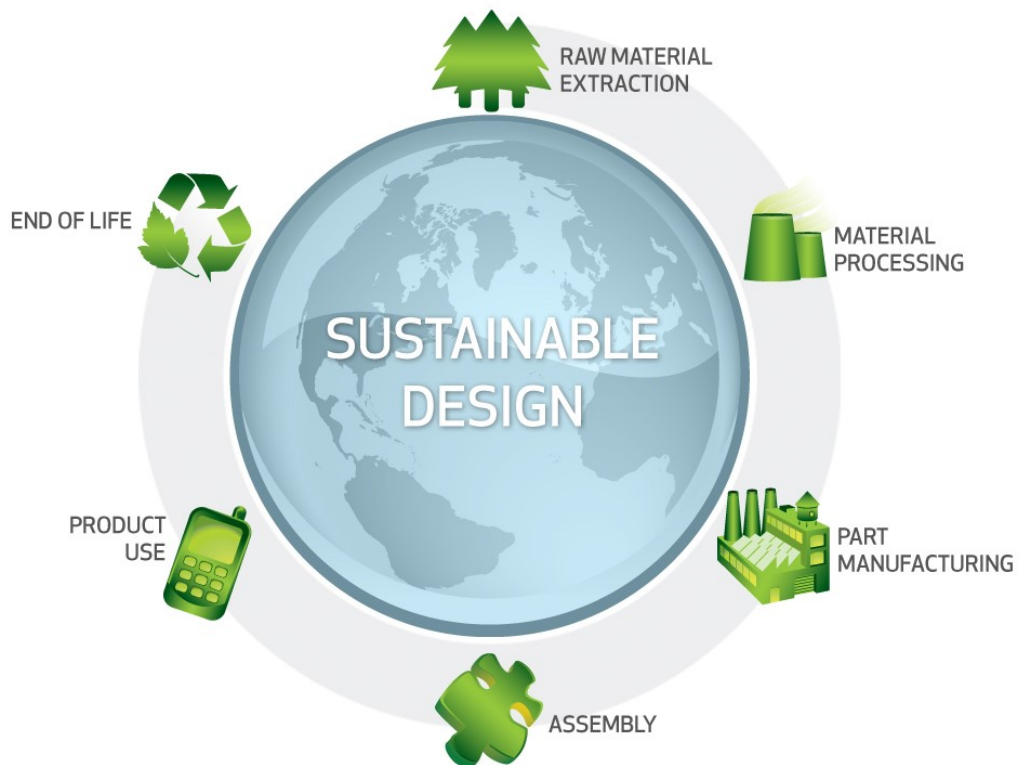 RAW MATERIAL
EXTRACTION
END OF LIFE
MATERIAL
PROCESSING
SUSTAINABLE
DESIGN
PRODUCT
USE
PART
MANUFACTURING
ASSEMBLY